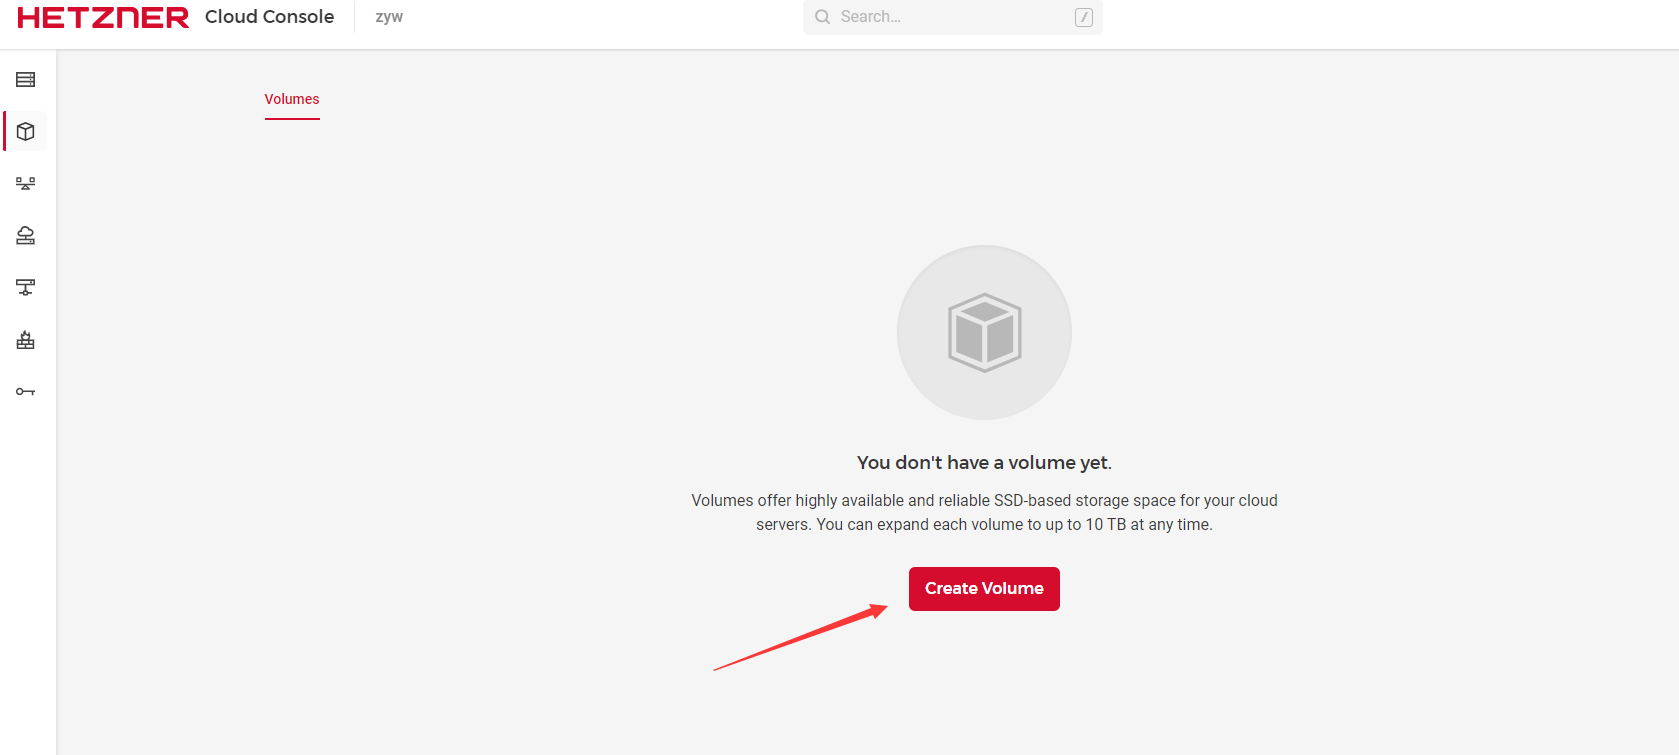 HETZNER Cloud Console zyw Search... /
Volumes
You don't have a volume yet.
Volumes offer highly available and reliable SSD-based storage space for your cloud
servers. You can expand each volume to up to 10 TB at any time.
Create Volume